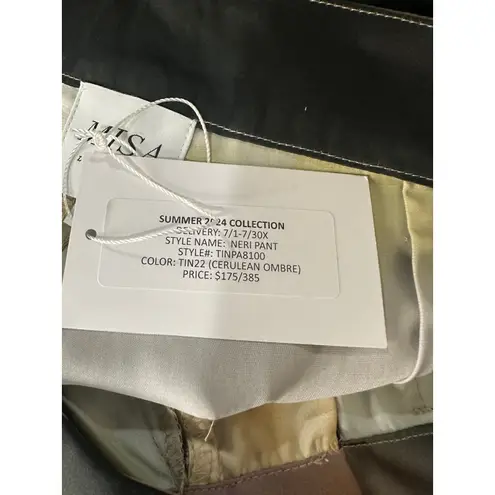 MISA
SUMMER 2024 COLLECTION
DELIVERY: 7/1-7/30X
STYLE NAME: NERI PANT
STYLE#: TINPA8100
COLOR: TIN22 (CERULEAN OMBRE)
PRICE: $175/385